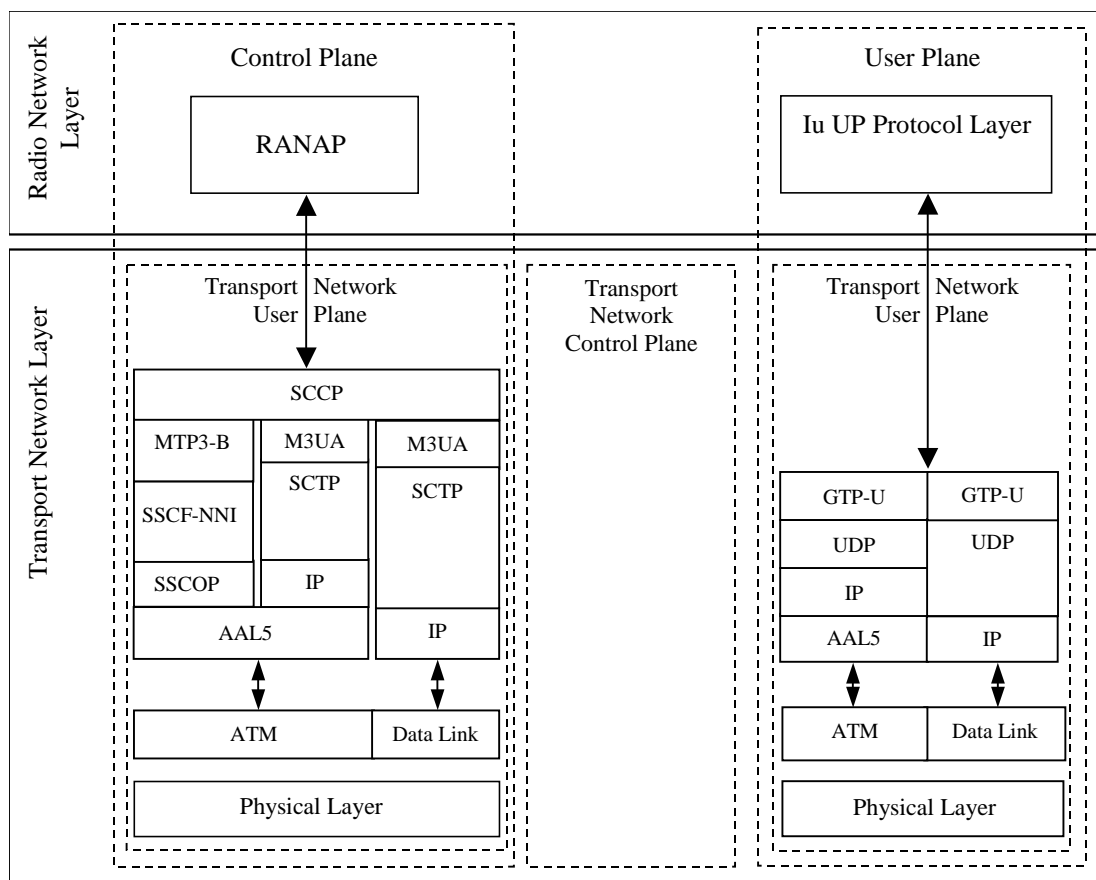 Control Plane
User Plane
Radio Network
Layer
RANAP
Iu UP Protocol Layer
Transport Network Layer
Transport Network
User Plane
Transport
Network
Control Plane
Transport Network
User Plane
SCCP
MTP3-B
M3UA
M3UA
SCTP
SCTP
SSCF-NNI
SSCOP
IP
AAL5
IP
GTP-U
GTP-U
UDP
UDP
IP
AAL5
IP
ATM
Data Link
ATM
Data Link
Physical Layer
Physical Layer